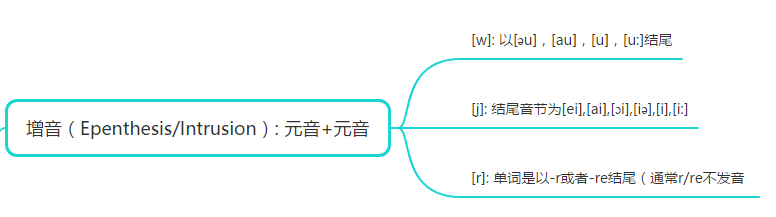 [w]: 以[əu]，[au]，[u]，[u:]结尾
增音（Epenthesis/Intrusion）: 元音+元音
[j]: 结尾音节为[ei],[ai],[ɔi],[iə],[i],[i:]
[r]: 单词是以-r或者-re结尾（通常r/re不发音